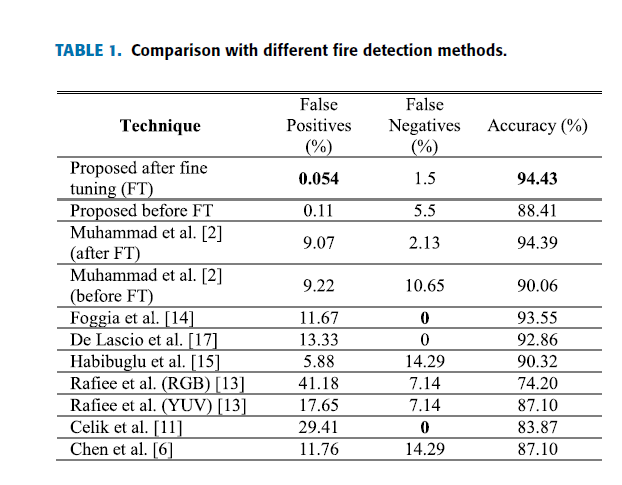 TABLE 1. Comparison with different fire detection methods.
Technique False Positives (%) False Negatives (%) Accuracy (%)
Proposed after fine tuning (FT) 0.054 1.5 94.43
Proposed before FT 0.11 5.5 88.41
Muhammad et al. [2] (after FT) 9.07 2.13 94.39
Muhammad et al. [2] (before FT) 9.22 10.65 90.06
Foggia et al. [14] 11.67 0 93.55
De Lascio et al. [17] 13.33 0 92.86
Habibuglu et al. [15] 5.88 14.29 90.32
Rafiee et al. (RGB) [13] 41.18 7.14 74.20
Rafiee et al. (YUV) [13] 17.65 7.14 87.10
Celik et al. [11] 29.41 0 83.87
Chen et al. [6] 11.76 14.29 87.10